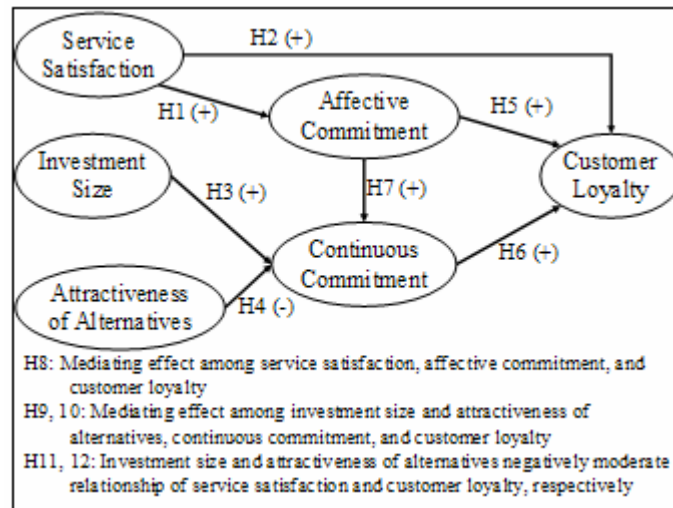 Service
Satisfaction
H2 (+)
H1 (+)
Affective
Commitment
H5 (+)
Investment
Size
Customer
Loyalty
H3 (+)
H7 (+)
Continuous
Commitment
H6 (+)
Attractiveness
of Alternatives
H4 (-)
H8: Mediating effect among service satisfaction, affective commitment, and
customer loyalty
H9, 10: Mediating effect among investment size and attractiveness of
alternatives, continuous commitment, and customer loyalty
H11, 12: Investment size and attractiveness of alternatives negatively moderate
relationship of service satisfaction and customer loyalty, respectively